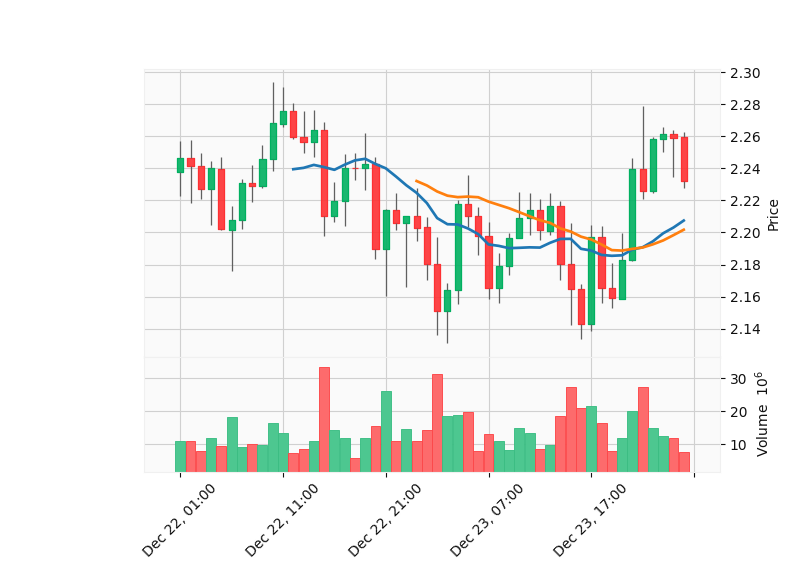 2.30
2.28
2.26
2.24
2.22
2.20
2.18
2.16
2.14
Price
30
20
10
Volume 10^6
Dec 22, 01:00
Dec 22, 11:00
Dec 22, 21:00
Dec 23, 07:00
Dec 23, 17:00